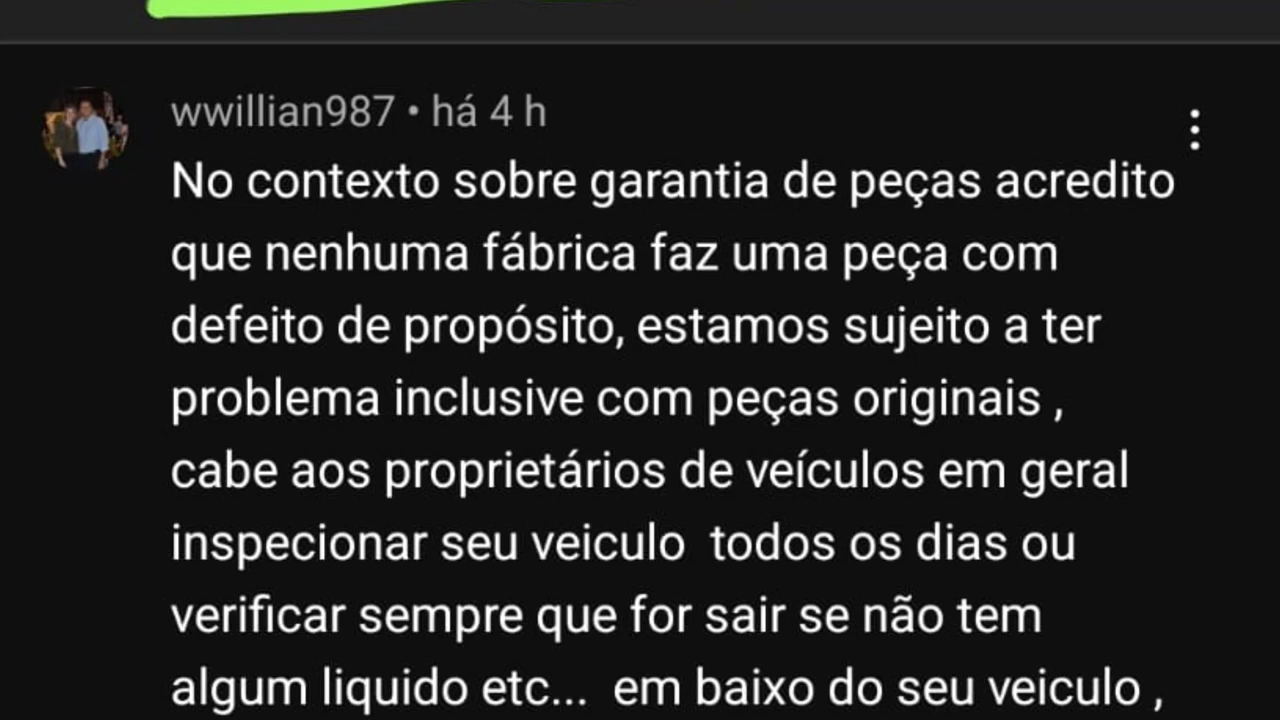 wwillian987 • há 4 h
No contexto sobre garantia de peças acredito
que nenhuma fábrica faz uma peça com
defeito de propósito, estamos sujeito a ter
problema inclusive com peças originais ,
cabe aos proprietários de veículos em geral
inspecionar seu veiculo  todos os dias ou
verificar sempre que for sair se não tem
algum liquido etc...  em baixo do seu veiculo ,